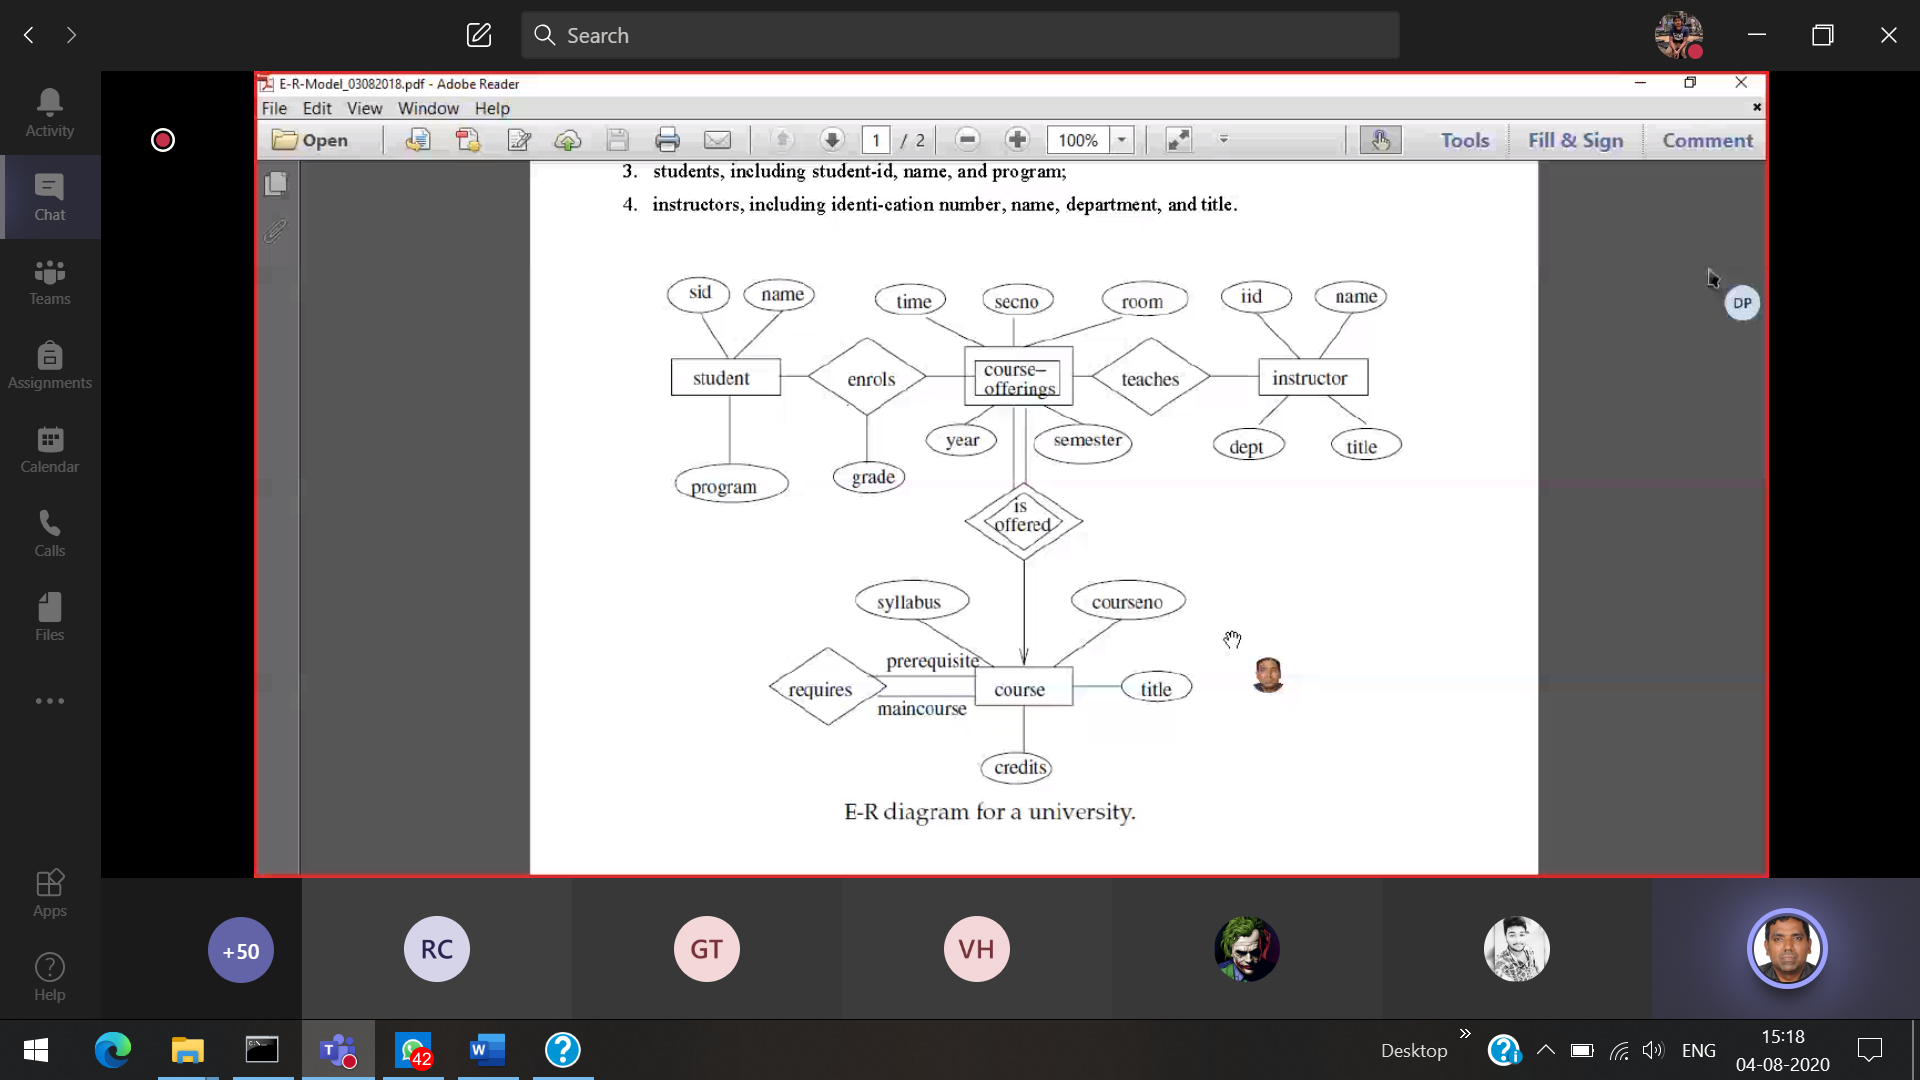 Search
Activity
Chat
Teams
Assignments
Calendar
Calls
Files
Apps
Help
E-R-Model_03082018.pdf - Adobe Reader
File Edit View Window Help
Open 1 / 2 100% Tools Fill & Sign Comment
3. students, including student-id, name, and program;
4. instructors, including identi-cation number, name, department, and title.
sid name time secno room iid name
student enrols course– offerings teaches instructor
year semester dept title
program grade
is offered
syllabus courseno
prerequisite
requires course title
maincourse
credits
E-R diagram for a university.
DP
+50 RC GT VH
42
Desktop ENG
15:18
04-08-2020